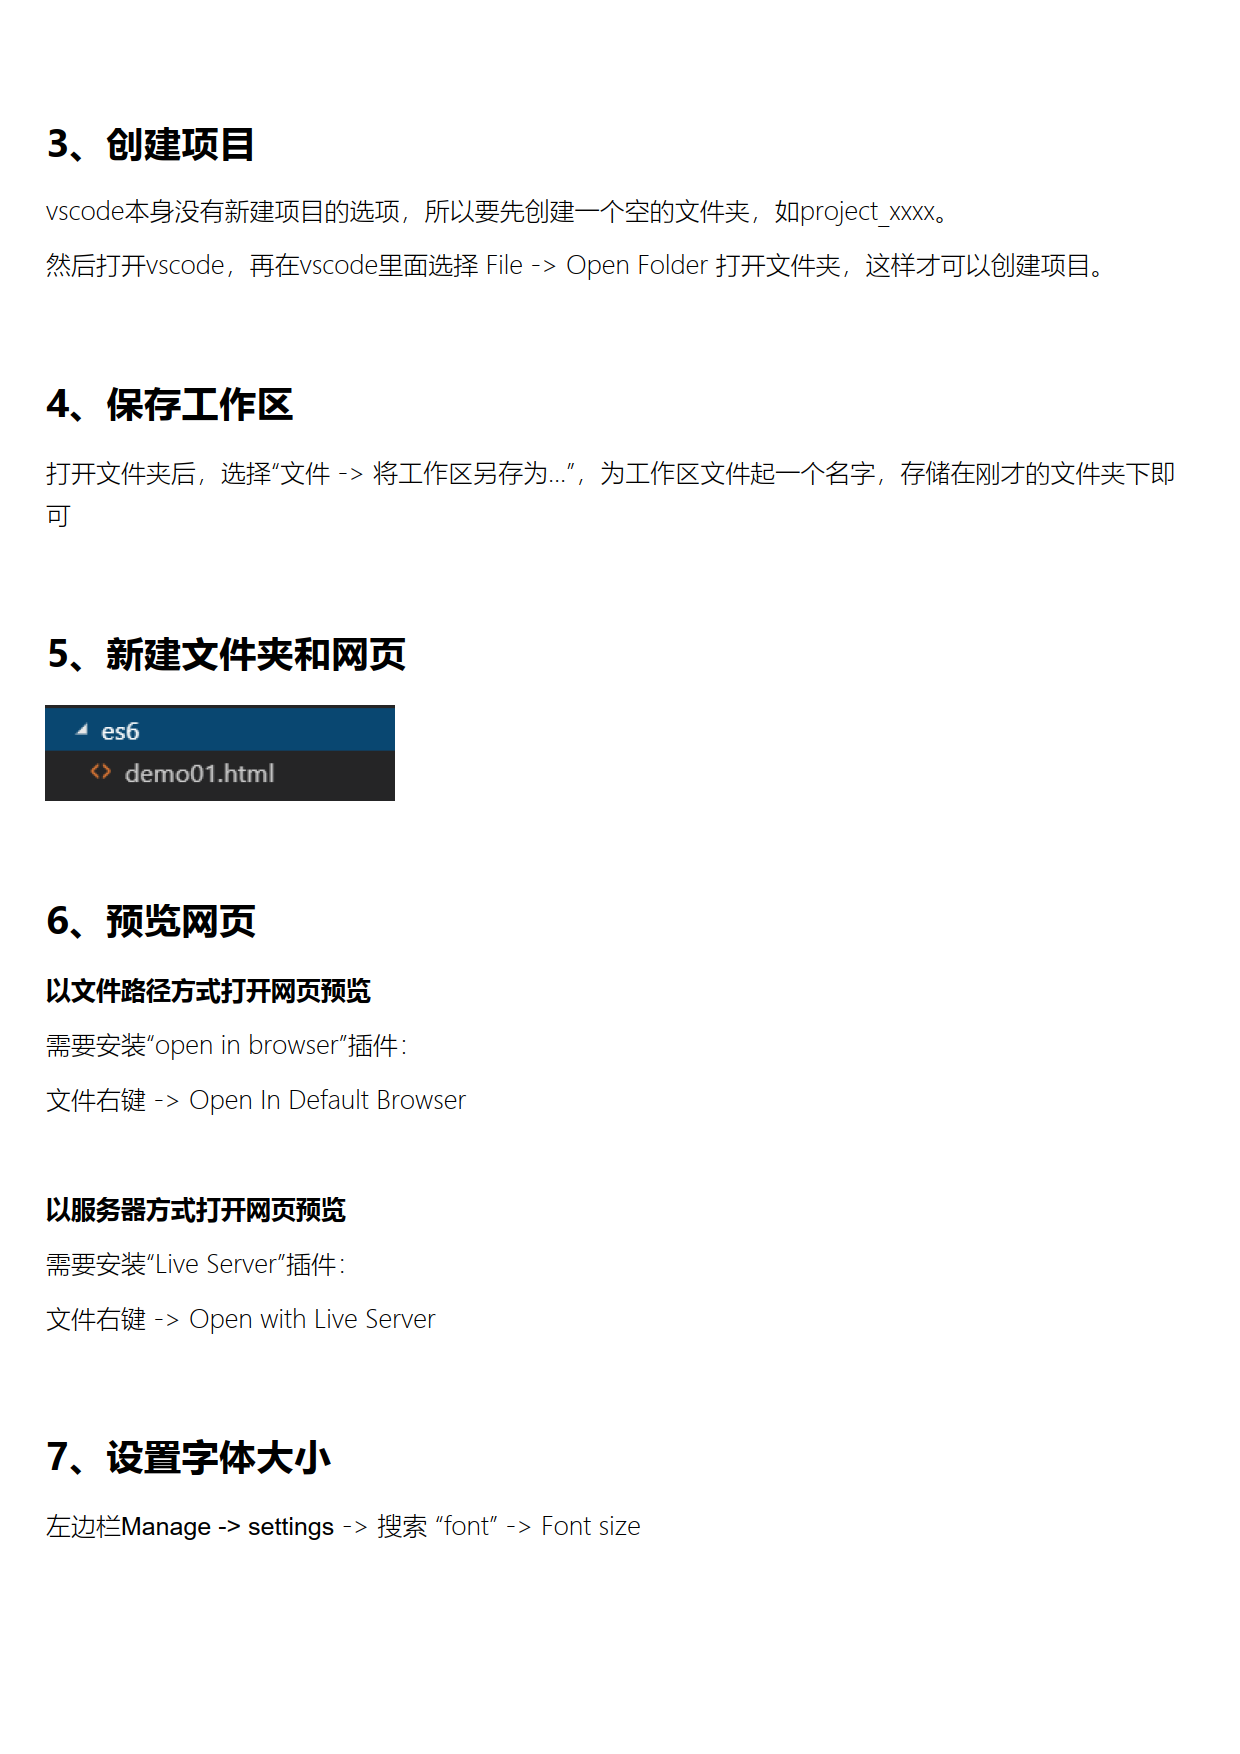 3、创建项目
vscode本身没有新建项目的选项，所以要先创建一个空的文件夹，如project_xxxx。
然后打开vscode，再在vscode里面选择 File -> Open Folder 打开文件夹，这样才可以创建项目。
4、保存工作区
打开文件夹后，选择“文件 -> 将工作区另存为...”，为工作区文件起一个名字，存储在刚才的文件夹下即
可
5、新建文件夹和网页
es6
<> demo01.html
6、预览网页
以文件路径方式打开网页预览
需要安装“open in browser”插件：
文件右键 -> Open In Default Browser
以服务器方式打开网页预览
需要安装“Live Server”插件：
文件右键 -> Open with Live Server
7、设置字体大小
左边栏Manage -> settings -> 搜索 “font” -> Font size